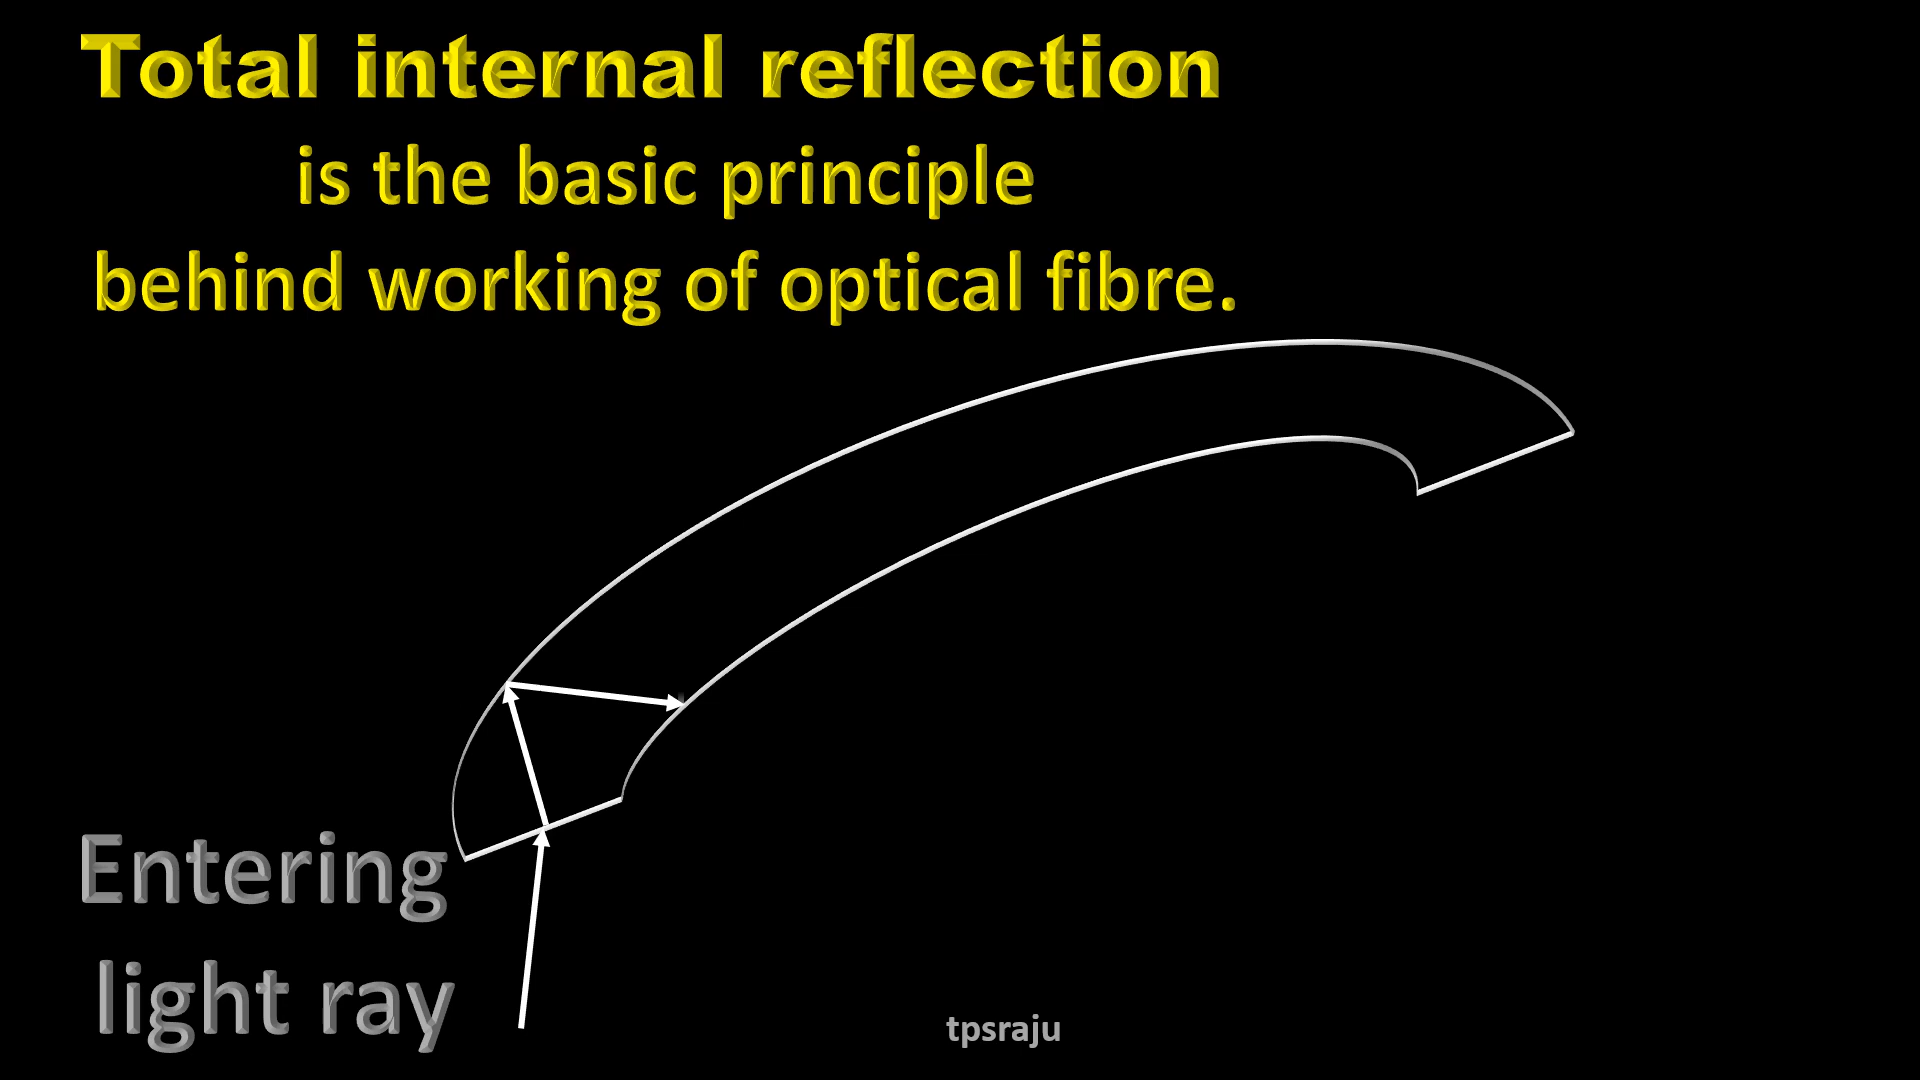 Total internal reflection
is the basic principle
behind working of optical fibre.
Entering
light ray
tpsraju